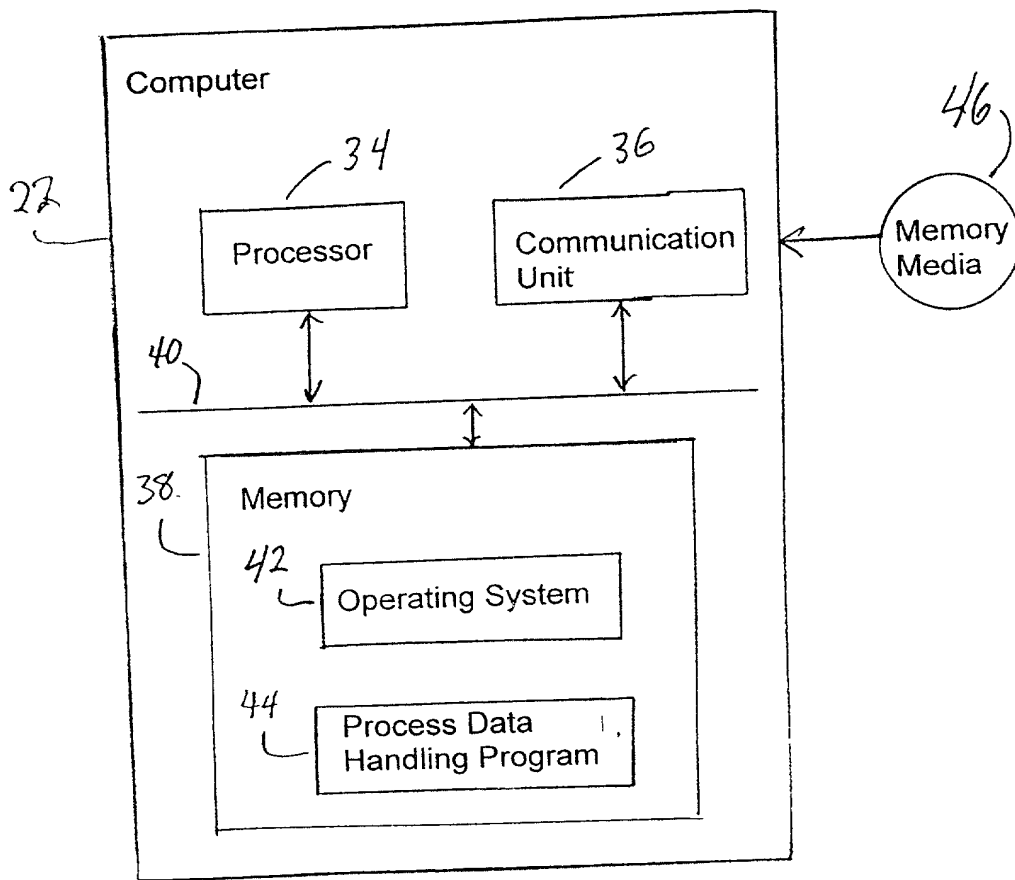 Computer
46
34
36
22
Processor
Communication
Unit
Memory
Media
40
38.
Memory
42
Operating System
44
Process Data
Handling Program